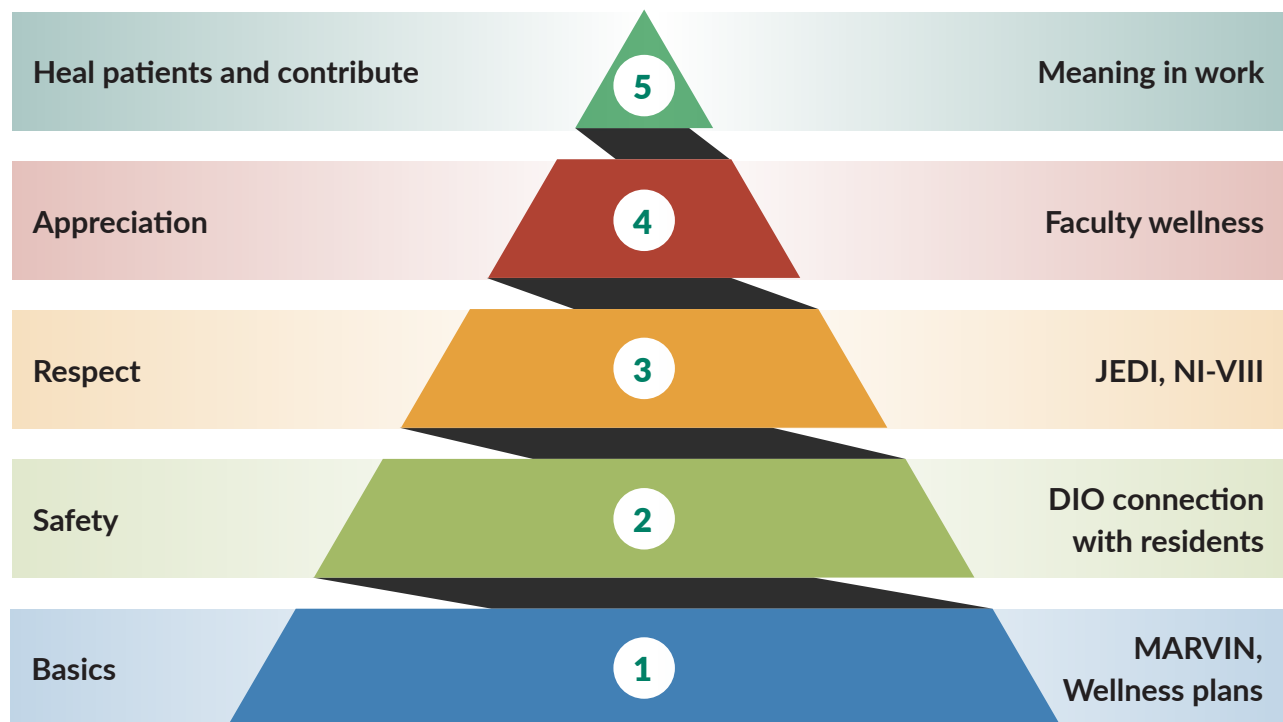 Heal patients and contribute
5
Meaning in work
Appreciation
4
Faculty wellness
Respect
3
JEDI, NI-VIII
Safety
2
DIO connection
with residents
Basics
1
MARVIN,
Wellness plans